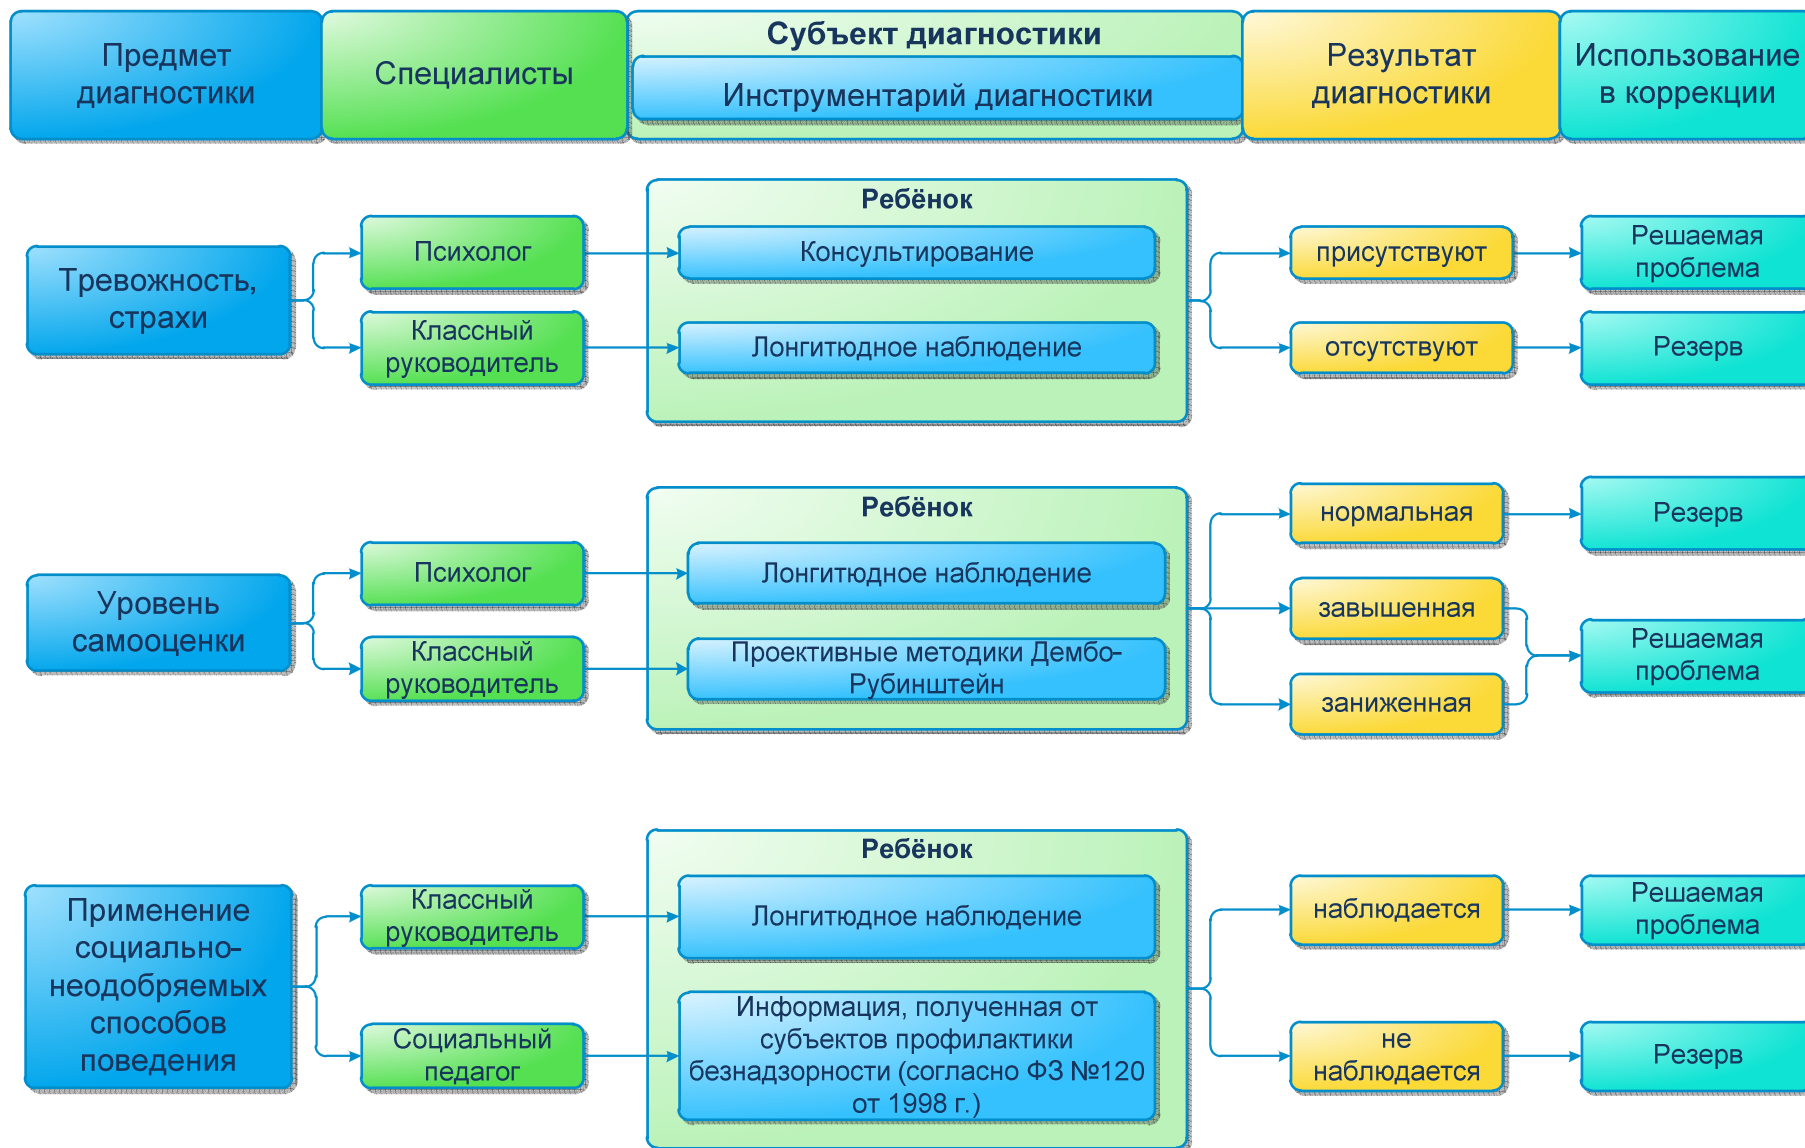 Предмет
диагностики
Специалисты
Субъект диагностики
Инструментарий диагностики
Результат
диагностики
Использование
в коррекции
Тревожность,
страхи
Психолог
Классный
руководитель
Ребёнок
Консультирование
Лонгитюдное наблюдение
присутствуют
отсутствуют
Решаемая
проблема
Резерв
Уровень
самооценки
Психолог
Классный
руководитель
Ребёнок
Лонгитюдное наблюдение
Проективные методики Дембо-
Рубинштейн
нормальная
завышенная
заниженная
Резерв
Решаемая
проблема
Применение
социально-
неодобряемых
способов
поведения
Классный
руководитель
Социальный
педагог
Ребёнок
Лонгитюдное наблюдение
Информация, полученная от
субъектов профилактики
безнадзорности (согласно ФЗ №120
от 1998 г.)
наблюдается
не
наблюдается
Решаемая
проблема
Резерв